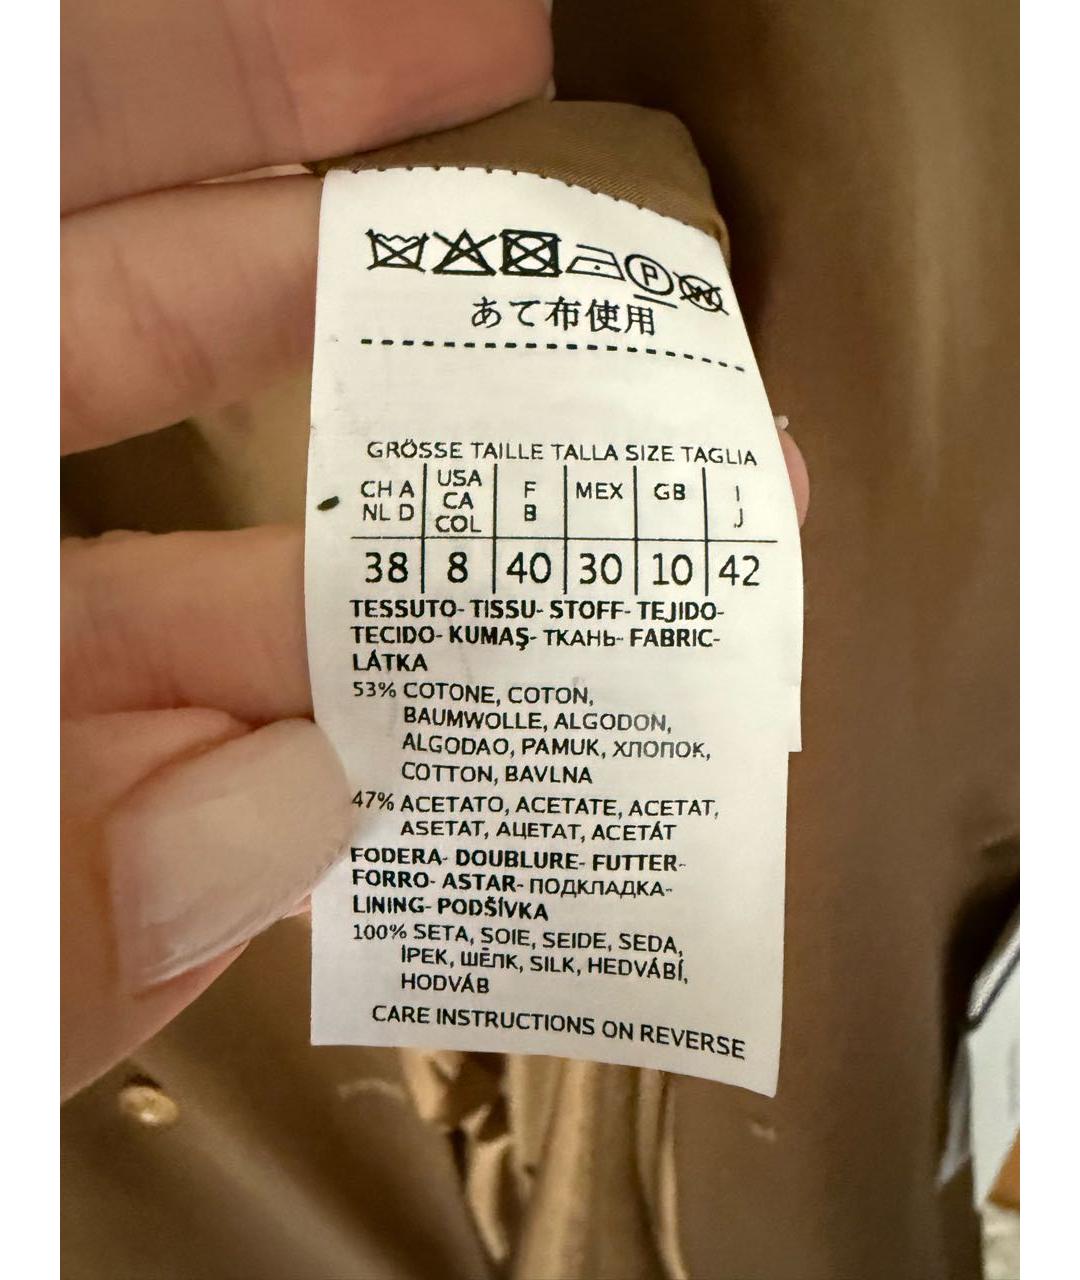 P
W
あて布使用
GRÖSSE TAILLE TALLA SIZE TAGLIA
CH A USA F MEX GB I
NL D CA B J
COL
38 8 40 30 10 42
TESSUTO- TISSU- STOFF- TEJIDO-
TECIDO- KUMAŞ- ТКАНЬ- FABRIC-
LÁTKA
53% COTONE, COTON,
BAUMWOLLE, ALGODON,
ALGODAO, PAMUK, ХЛОПОК,
COTTON, BAVLNA
47% ACETATO, ACETATE, ACETAT,
ASETAT, АЦЕТАТ, ACETÁT
FODERA- DOUBLURE- FUTTER-
FORRO- ASTAR- ПОДКЛАДКА-
LINING- PODŠÍVKA
100% SETA, SOIE, SEIDE, SEDA,
İPEK, ШЁЛК, SILK, HEDVÁBÍ,
HODVÁB
CARE INSTRUCTIONS ON REVERSE